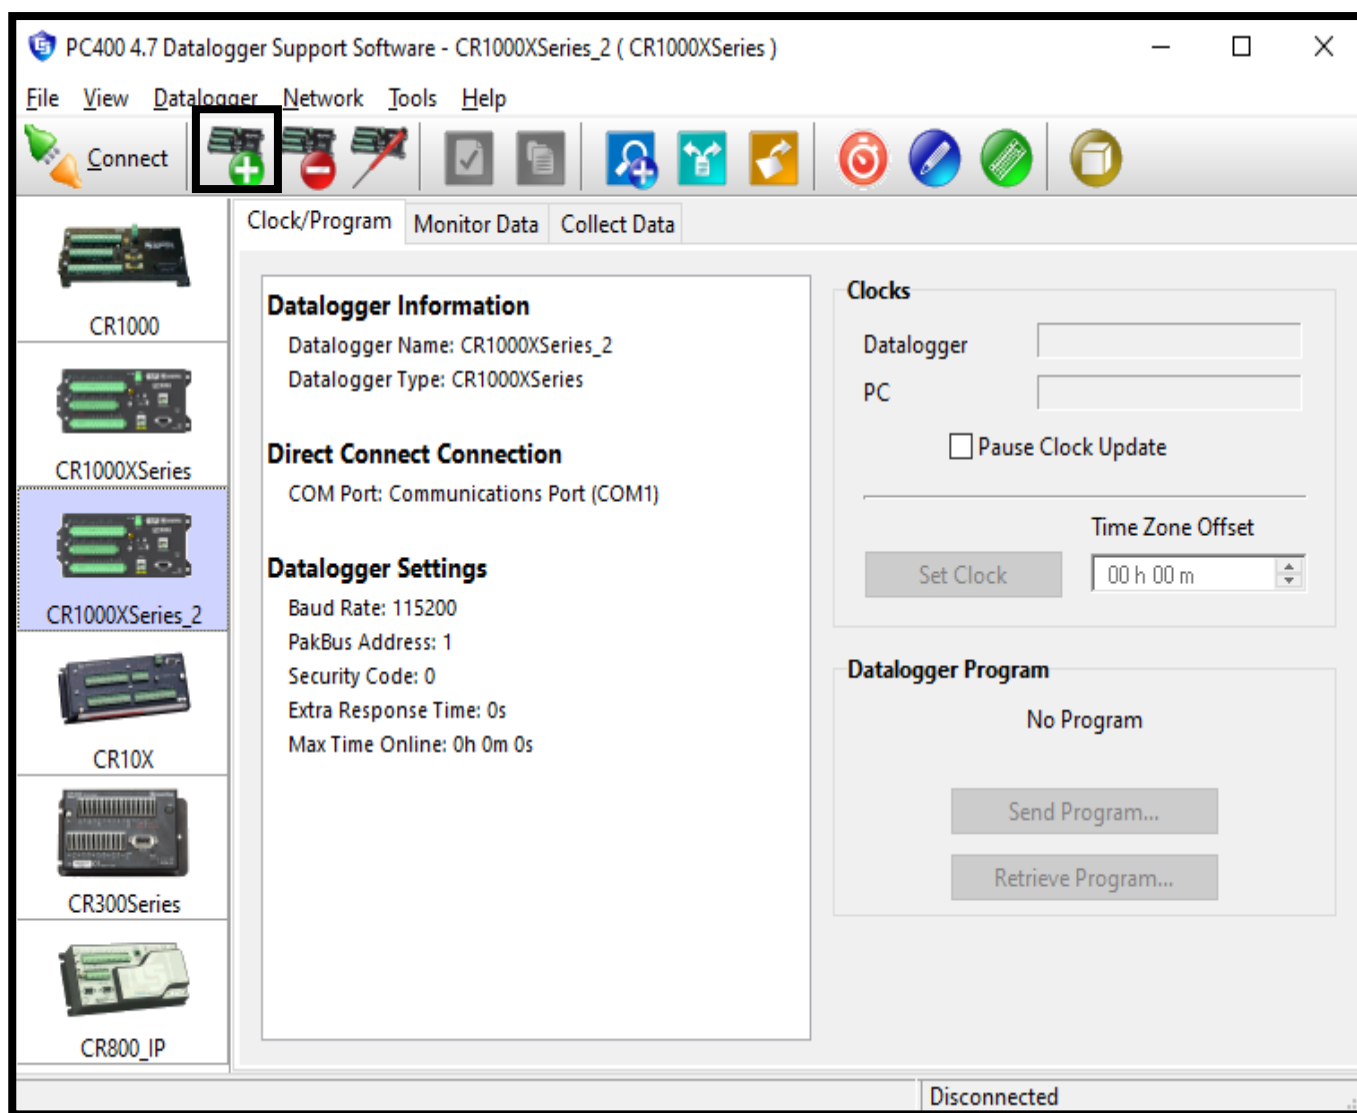 PC400 4.7 Datalogger Support Software - CR1000XSeries_2 ( CR1000XSeries )
File View Datalogger Network Tools Help
Connect
Clock/Program Monitor Data Collect Data
CR1000
CR1000XSeries
CR1000XSeries_2
CR10X
CR300Series
CR800_IP
Datalogger Information
Datalogger Name: CR1000XSeries_2
Datalogger Type: CR1000XSeries
Direct Connect Connection
COM Port: Communications Port (COM1)
Datalogger Settings
Baud Rate: 115200
PakBus Address: 1
Security Code: 0
Extra Response Time: 0s
Max Time Online: 0h 0m 0s
Clocks
Datalogger
PC
Pause Clock Update
Time Zone Offset
Set Clock 00 h 00 m
Datalogger Program
No Program
Send Program...
Retrieve Program...
Disconnected